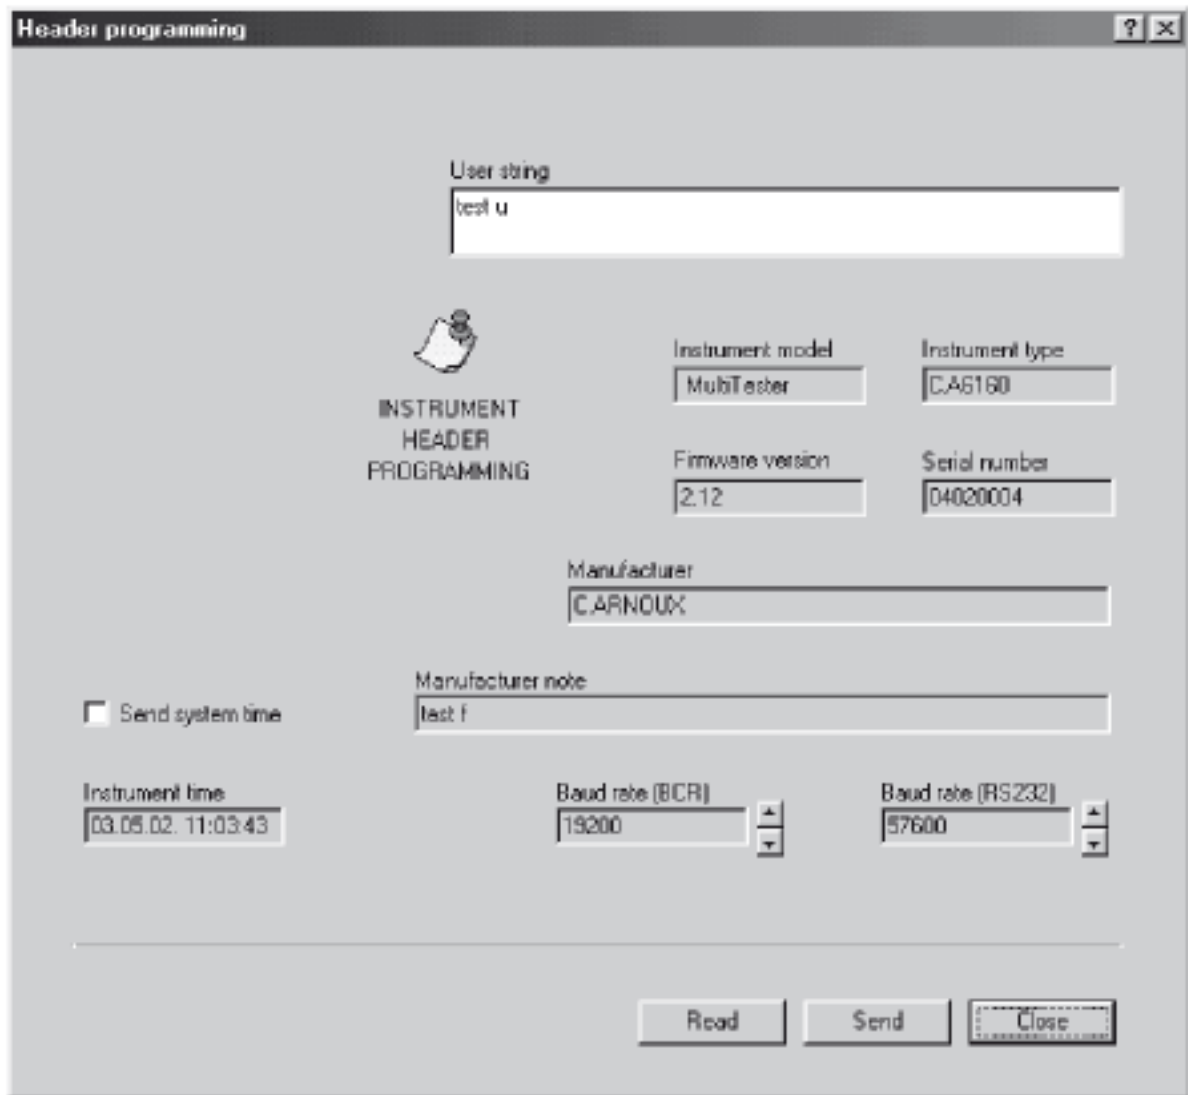 Header programming
User string
test u
INSTRUMENT
HEADER
PROGRAMMING
Instrument model
MultiTester
Instrument type
C.A6160
Firmware version
2.12
Serial number
04020004
Manufacturer
C.ARNOUX
Manufacturer note
test f
Send system time
Instrument time
03.05.02. 11:03:43
Baud rate (BCR)
19200
Baud rate (RS232)
57600
Read
Send
Close